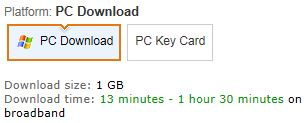 Platform: PC Download
PC Download PC Key Card
Download size: 1 GB
Download time: 13 minutes - 1 hour 30 minutes on
broadband